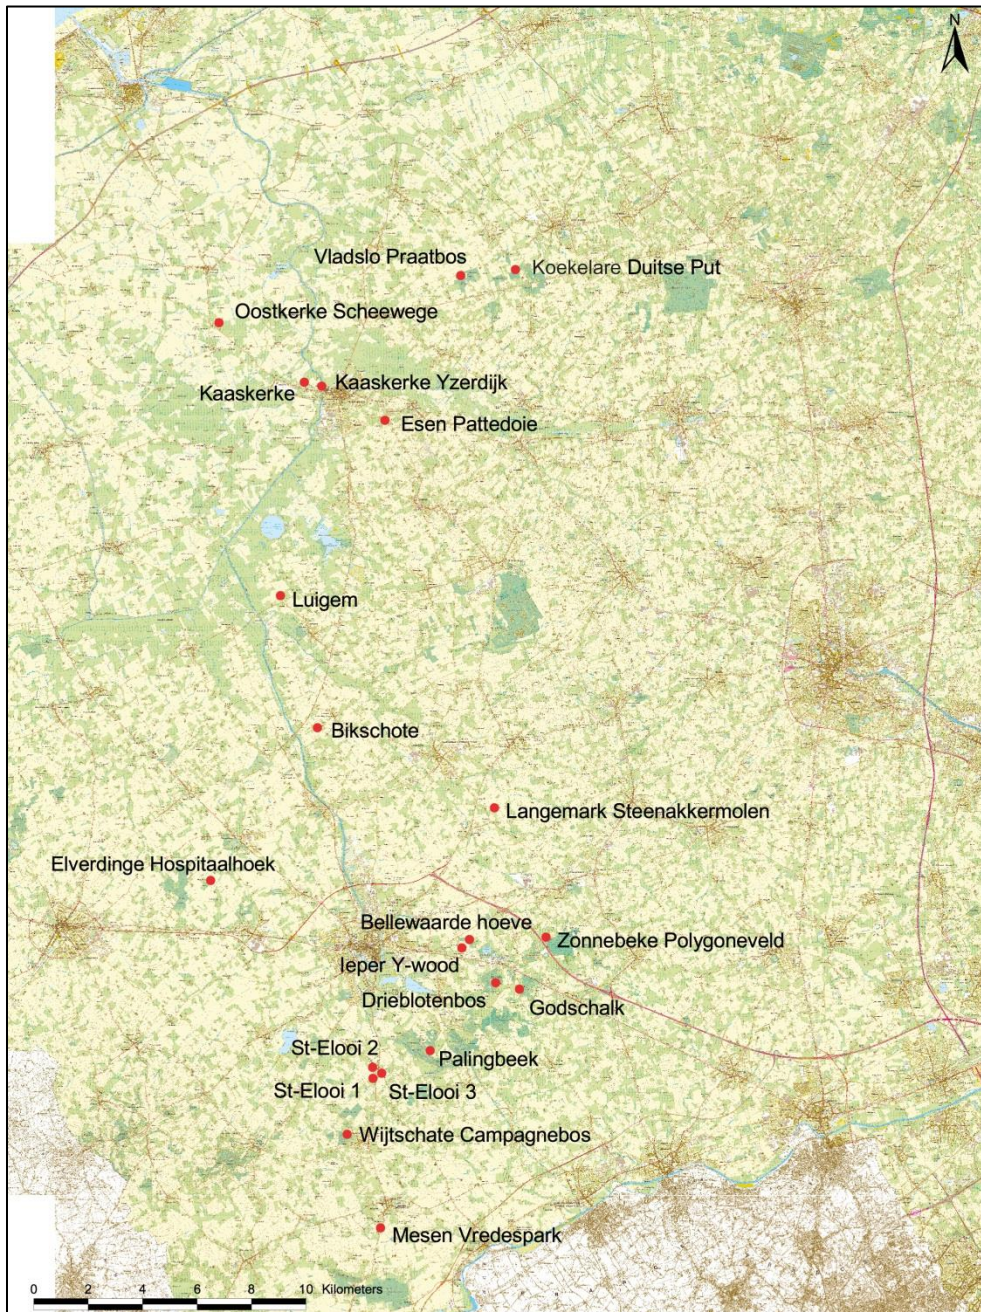 N
Vladslo Praatbos
Koekelare Duitse Put
Oostkerke Scheewege
Kaaskerke
Kaaskerke Yzerdijk
Esen Pattedoie
Luigem
Bikschote
Langemark Steenakkermolen
Elverdinge Hospitaalhoek
Bellewaarde hoeve
Zonnebeke Polygoneveld
Ieper Y-wood
Drieblotenbos
Godschalk
St-Elooi 2
Palingbeek
St-Elooi 1
St-Elooi 3
Wijtschate Campagnebos
Mesen Vredespark
0 2 4 6 8 10 Kilometers